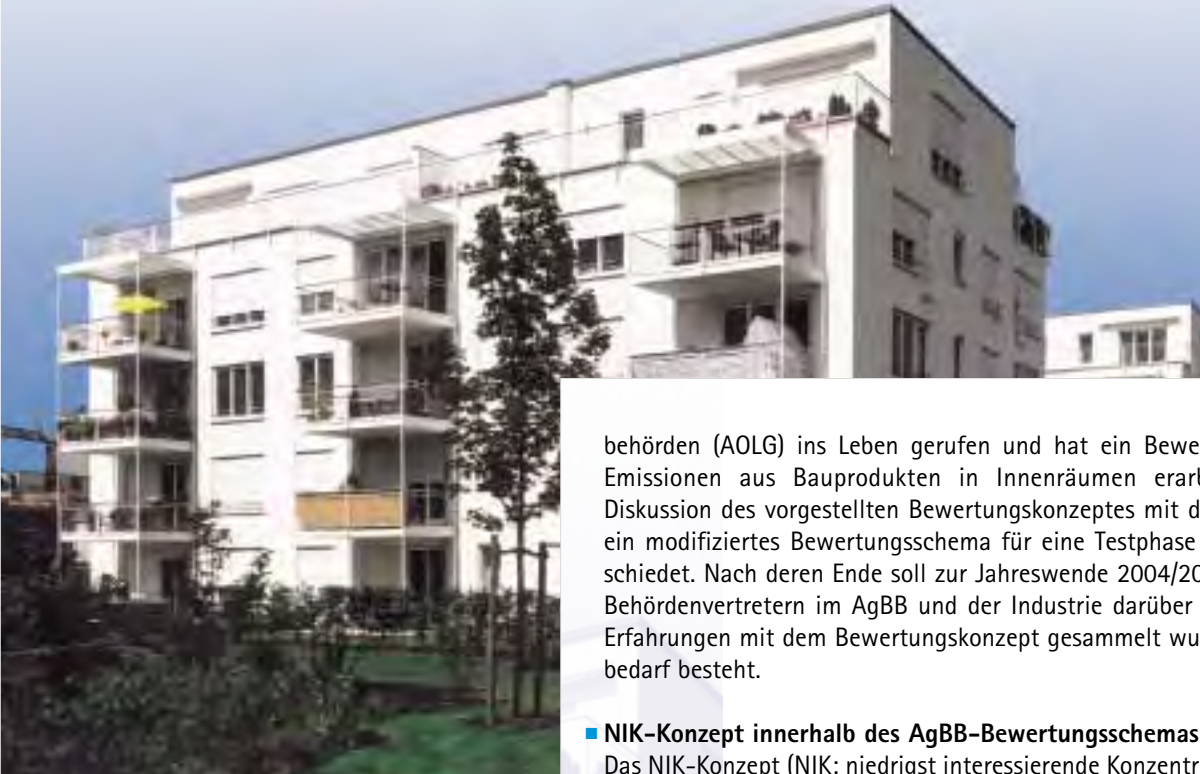 behörden (AOLG) ins Leben gerufen und hat ein Bewe
Emissionen aus Bauprodukten in Innenräumen erar
Diskussion des vorgestellten Bewertungskonzeptes mit d
ein modifiziertes Bewertungsschema für eine Testphase
schiedet. Nach deren Ende soll zur Jahreswende 2004/20
Behördenvertretern im AgBB und der Industrie darüber
Erfahrungen mit dem Bewertungskonzept gesammelt wu
bedarf besteht.
NIK-Konzept innerhalb des AgBB-Bewertungsschemas
Das NIK-Konzept (NIK: niedrigst interessierende Konzentr